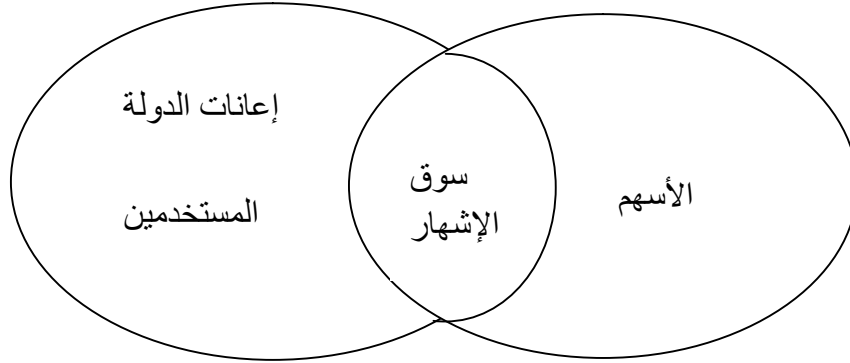 إعانات الدولة
المستخدمين
سوق
الإشهار
الأسهم